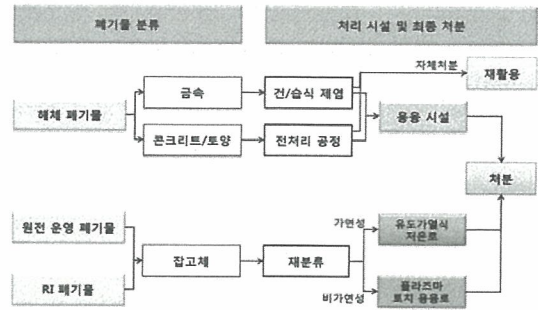 폐기물 분류
처리 시설 및 최종 처분
해체 폐기물
금속
건/습식 제염
자체처분
재활용
콘크리트/토양
전처리 공정
용융 시설
처분
원전 운영 폐기물
RI 폐기물
잡고체
재분류
가연성
유도가열식
저온로
비가연성
플라즈마
토치 용융로